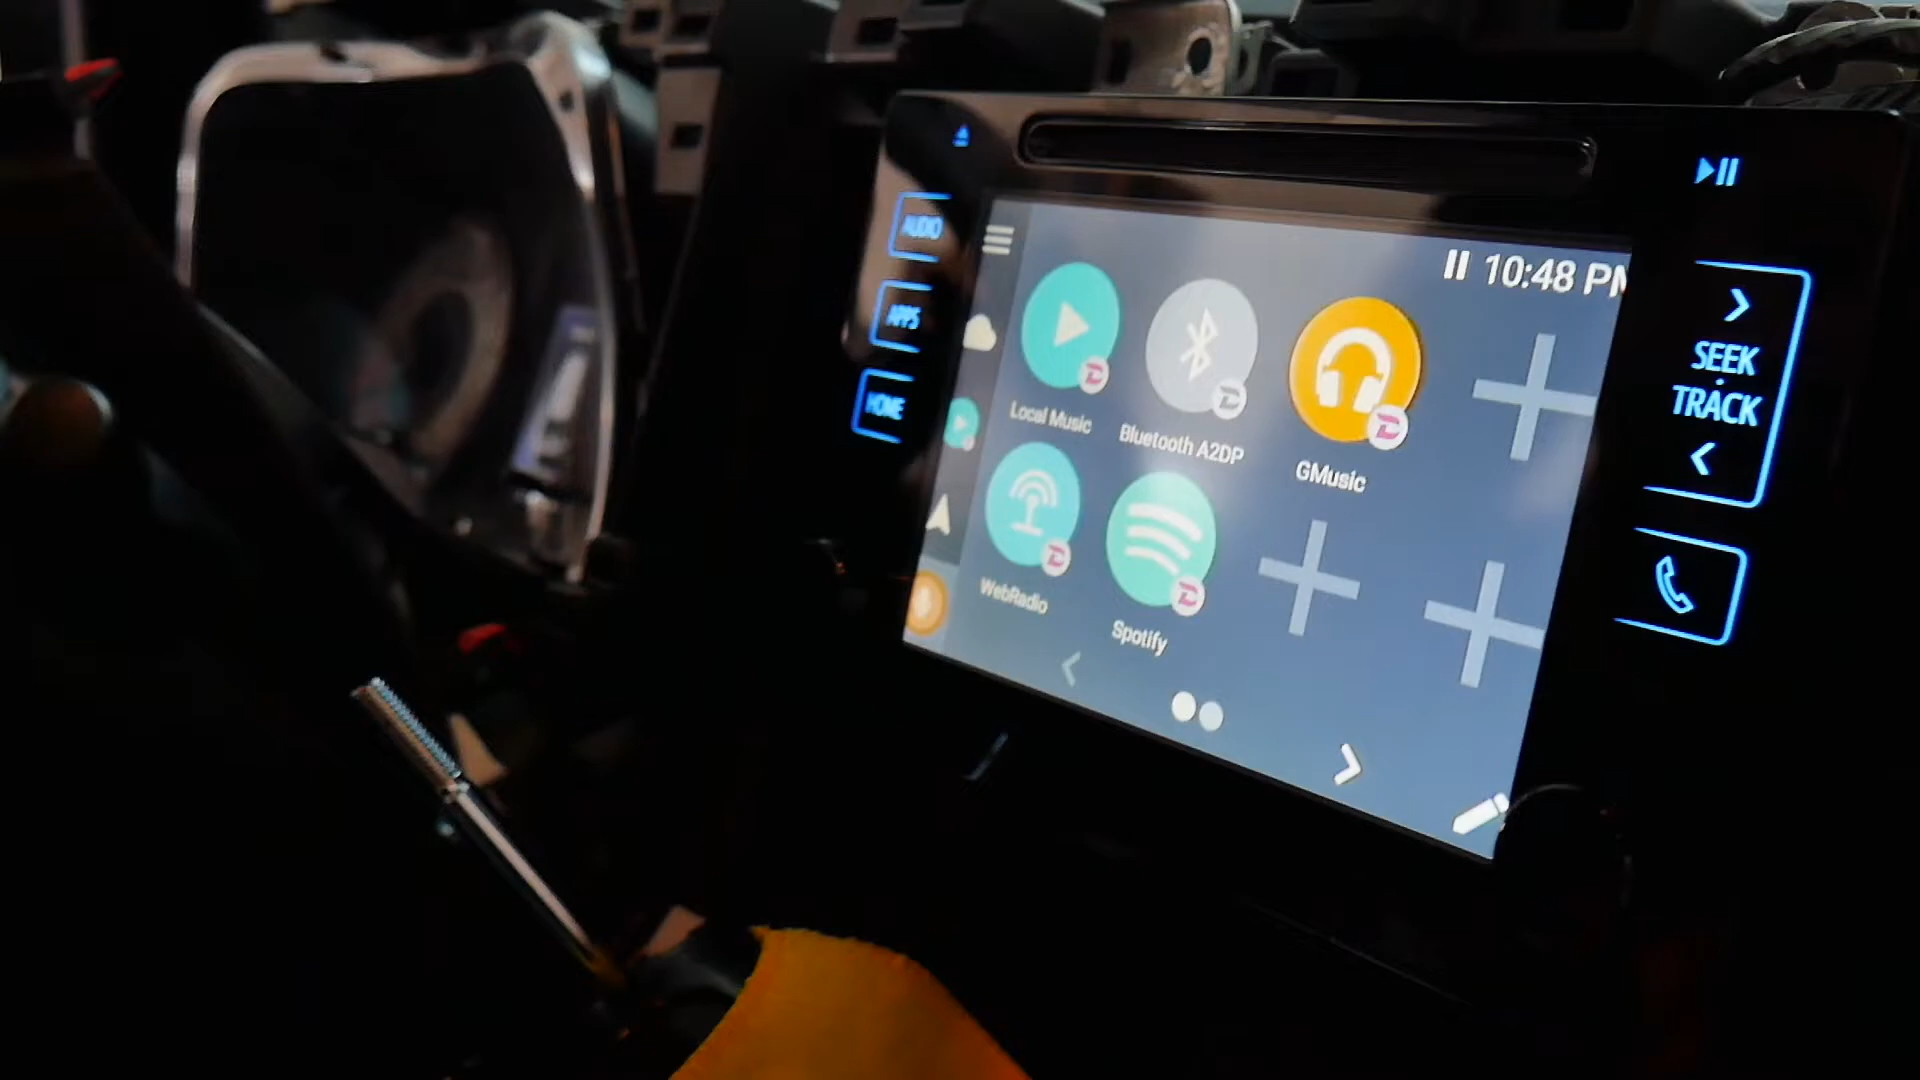 AUDIO
APPS
HOME
10:48 PM
Local Music
Bluetooth A2DP
GMusic
WebRadio
Spotify
SEEK
TRACK